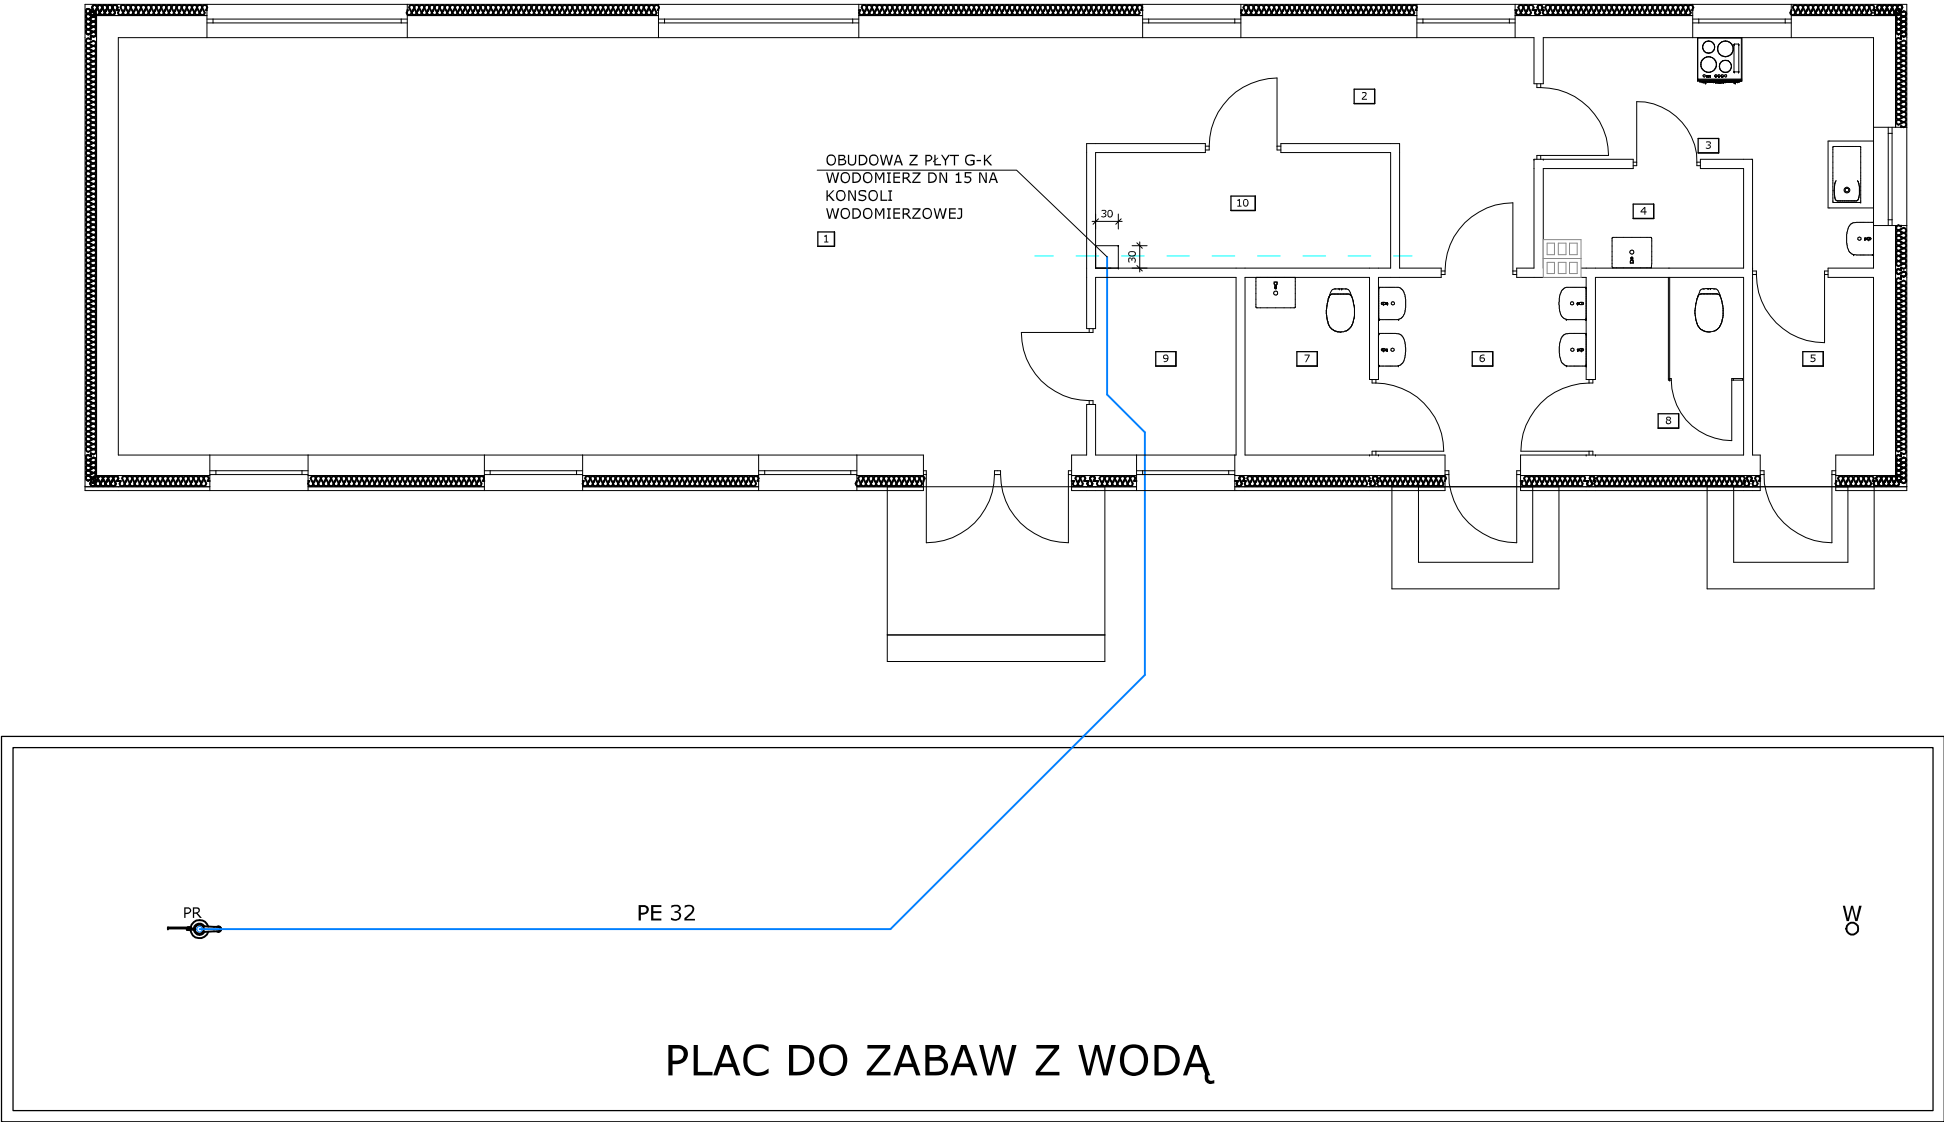 2
3
OBUDOWA Z PŁYT G-K
WODOMIERZ DN 15 NA
KONSOLI
WODOMIERZOWEJ
1
10
30
30
4
9
7
6
5
8
PR
PE 32
W
PLAC DO ZABAW Z WODĄ